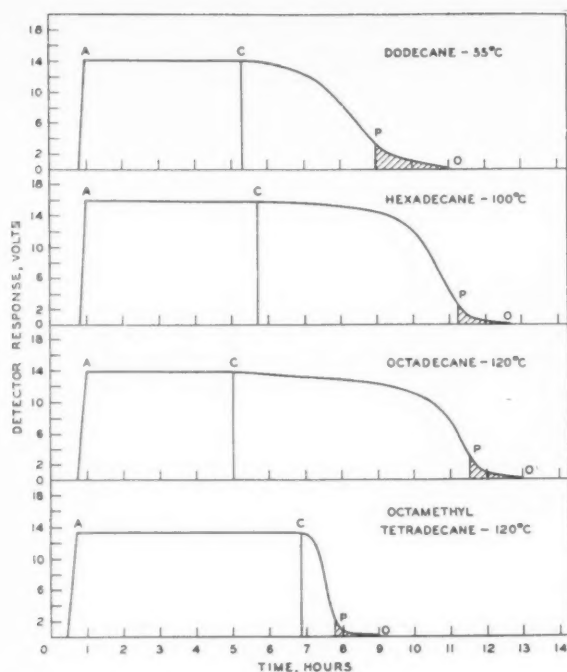 18
14
10
6
2
0
A
C
P
O
DODECANE - 55°C
18
14
10
6
2
0
A
C
P
O
HEXADECANE - 100°C
18
14
10
6
2
0
A
C
P
O
OCTADECANE - 120°C
18
14
10
6
2
A
C
P
O
OCTAMETHYL
TETRADECANE - 120°C
0 1 2 3 4 5 6 7 8 9 10 11 12 13 14
TIME, HOURS
DETECTOR RESPONSE, VOLTS